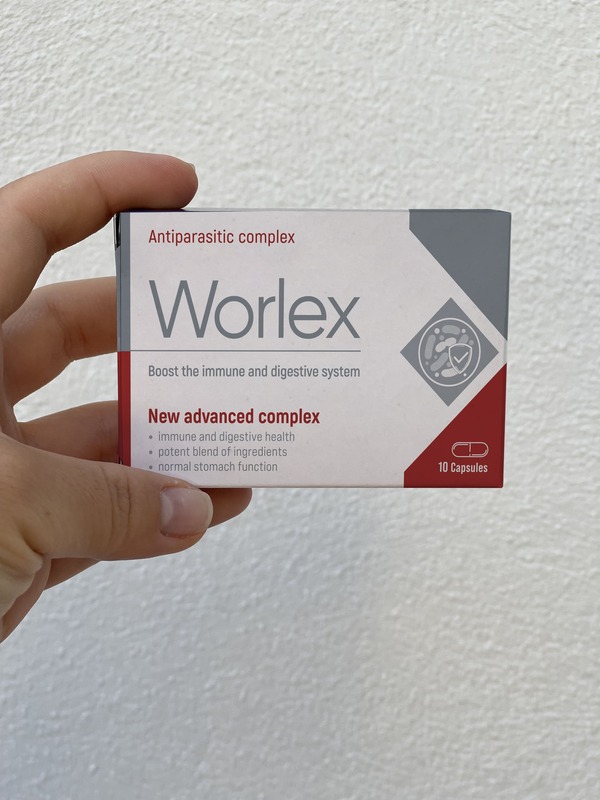 Antiparasitic complex
Worlex
Boost the immune and digestive system
New advanced complex
• immune and digestive health
• potent blend of ingredients
• normal stomach function
10 Capsules